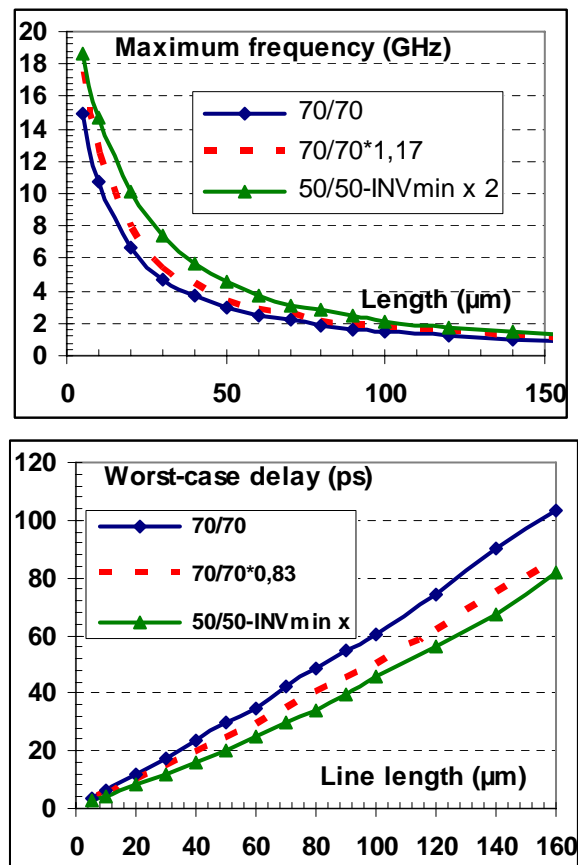 Maximum frequency (GHz)
20
18
16
14
12
10
8
6
4
2
0
70/70
70/70*1,17
50/50-INVmin x 2
Length (µm)
0 50 100 150
Worst-case delay (ps)
120
100
80
60
40
20
0
70/70
70/70*0,83
50/50-INVmin x
Line length (µm)
0 20 40 60 80 100 120 140 160